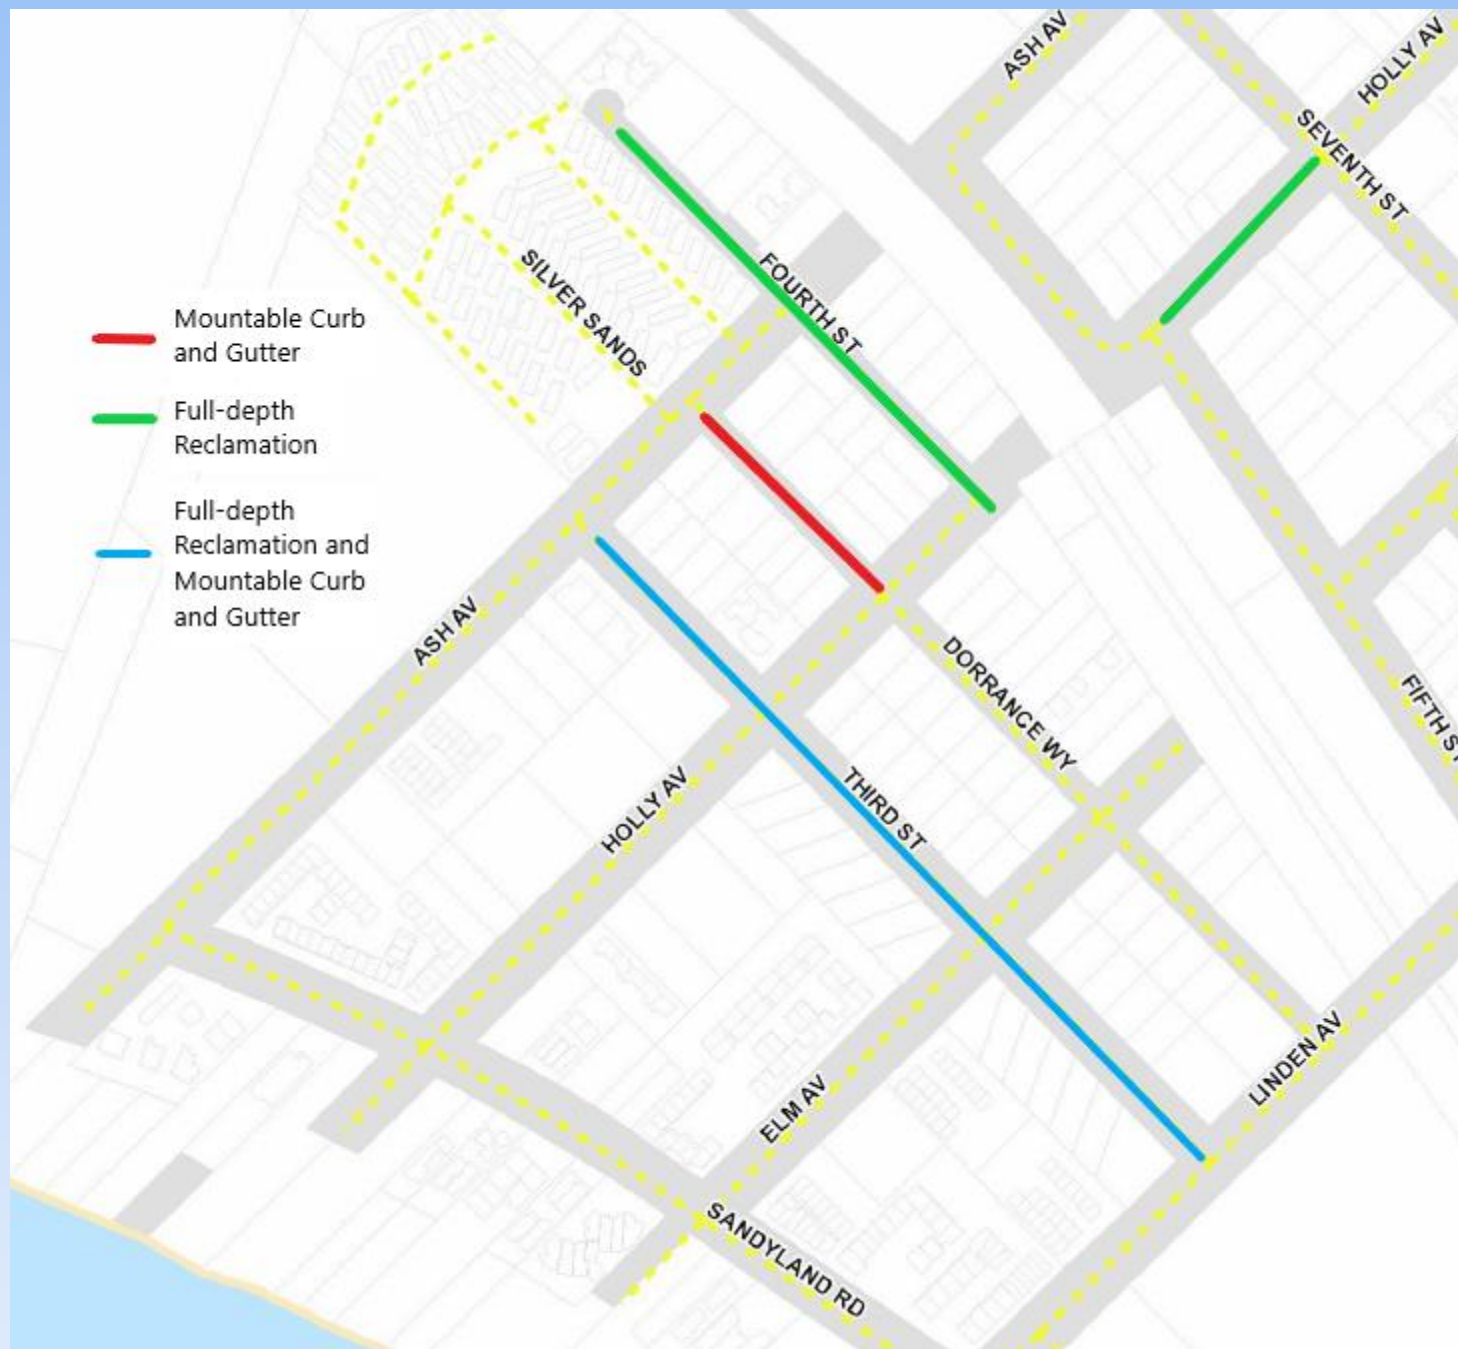 ASH AV
HOLLY AV
SEVENTH ST
FOURTH ST
SILVER SANDS
Mountable Curb
and Gutter
Full-depth
Reclamation
Full-depth
Reclamation and
Mountable Curb
and Gutter
ASH AV
DORRANCE WY
FIFTH ST
HOLLY AV
THIRD ST
LINDEN AV
ELM AV
SANDYLAND RD